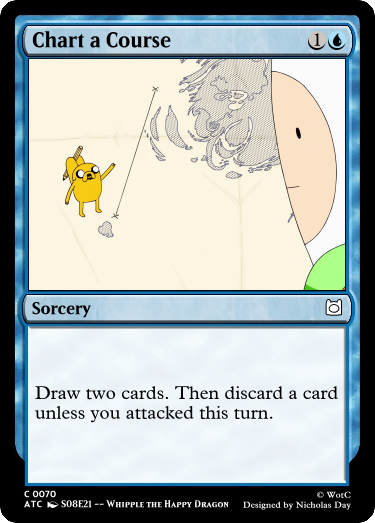 Chart a Course 1
Sorcery
Draw two cards. Then discard a card
unless you attacked this turn.
C 0070 © WotC
ATC S08E21 -- Whipple the Happy Dragon Designed by Nicholas Day